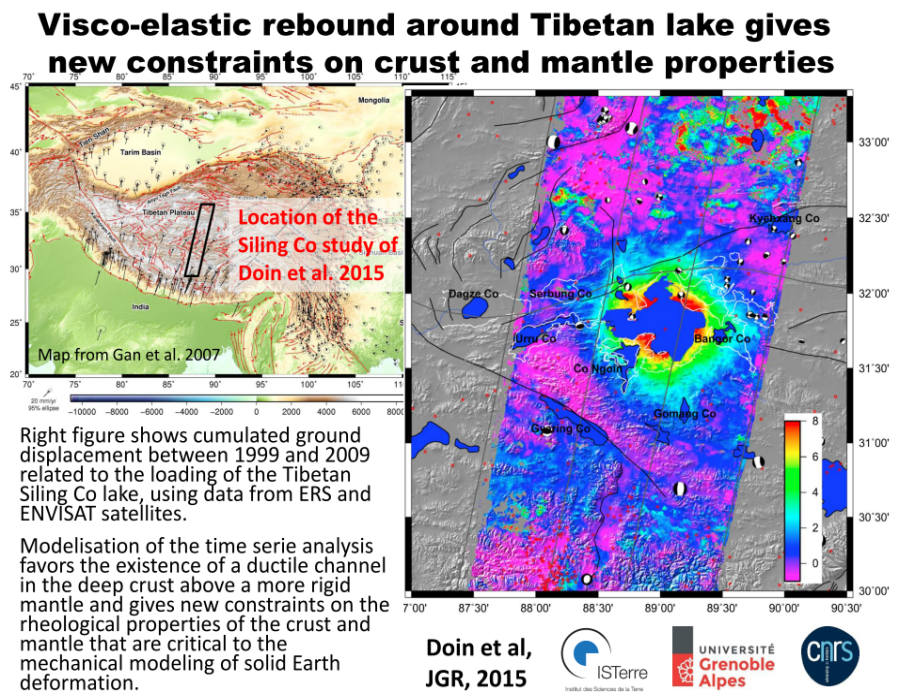 Visco-elastic rebound around Tibetan lake gives
new constraints on crust and mantle properties
70° 75° 80° 85° 90° 95° 100° 105° 110° 115°
45°
Mongolia
Tien Shan
Tarim Basin
40°
35°
Tibetan Plateau
Location of the
Siling Co study of
Doin et al. 2015
30°
India
25°
Map from Gan et al. 2007
20°
70° 75° 80° 85° 90° 95° 100° 105° 110°
20 mm/yr
95% ellipse
−10000 −8000 −6000 −4000 −2000 0 2000 4000 6000 8000
Right figure shows cumulated ground
displacement between 1999 and 2009
related to the loading of the Tibetan
Siling Co lake, using data from ERS and
ENVISAT satellites.
Modelisation of the time serie analysis
favors the existence of a ductile channel
in the deep crust above a more rigid
mantle and gives new constraints on the
rheological properties of the crust and
mantle that are critical to the
mechanical modeling of solid Earth
deformation.
33°00'
Kyebxang Co
32°30'
Dagze Co
Serbung Co
32°00'
Urru Co
Bangor Co
Co Ngoin
31°30'
Gomang Co
Gyaring Co
31°00'
30°30'
30°00'
8
6
4
2
0
7°00' 87°30' 88°00' 88°30' 89°00' 89°30' 90°00' 90°30'
Doin et al,
JGR, 2015
ISTerre
Institut des Sciences de la Terre
UNIVERSITÉ
Grenoble
Alpes
cnrs